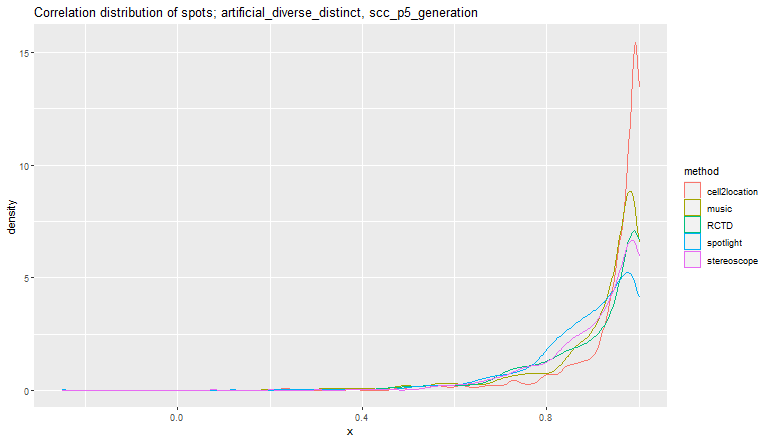 Correlation distribution of spots; artificial_diverse_distinct, scc_p5_generation
15
10
5
0
density
0.0
0.4
0.8
x
method
cell2location
music
RCTD
spotlight
stereoscope